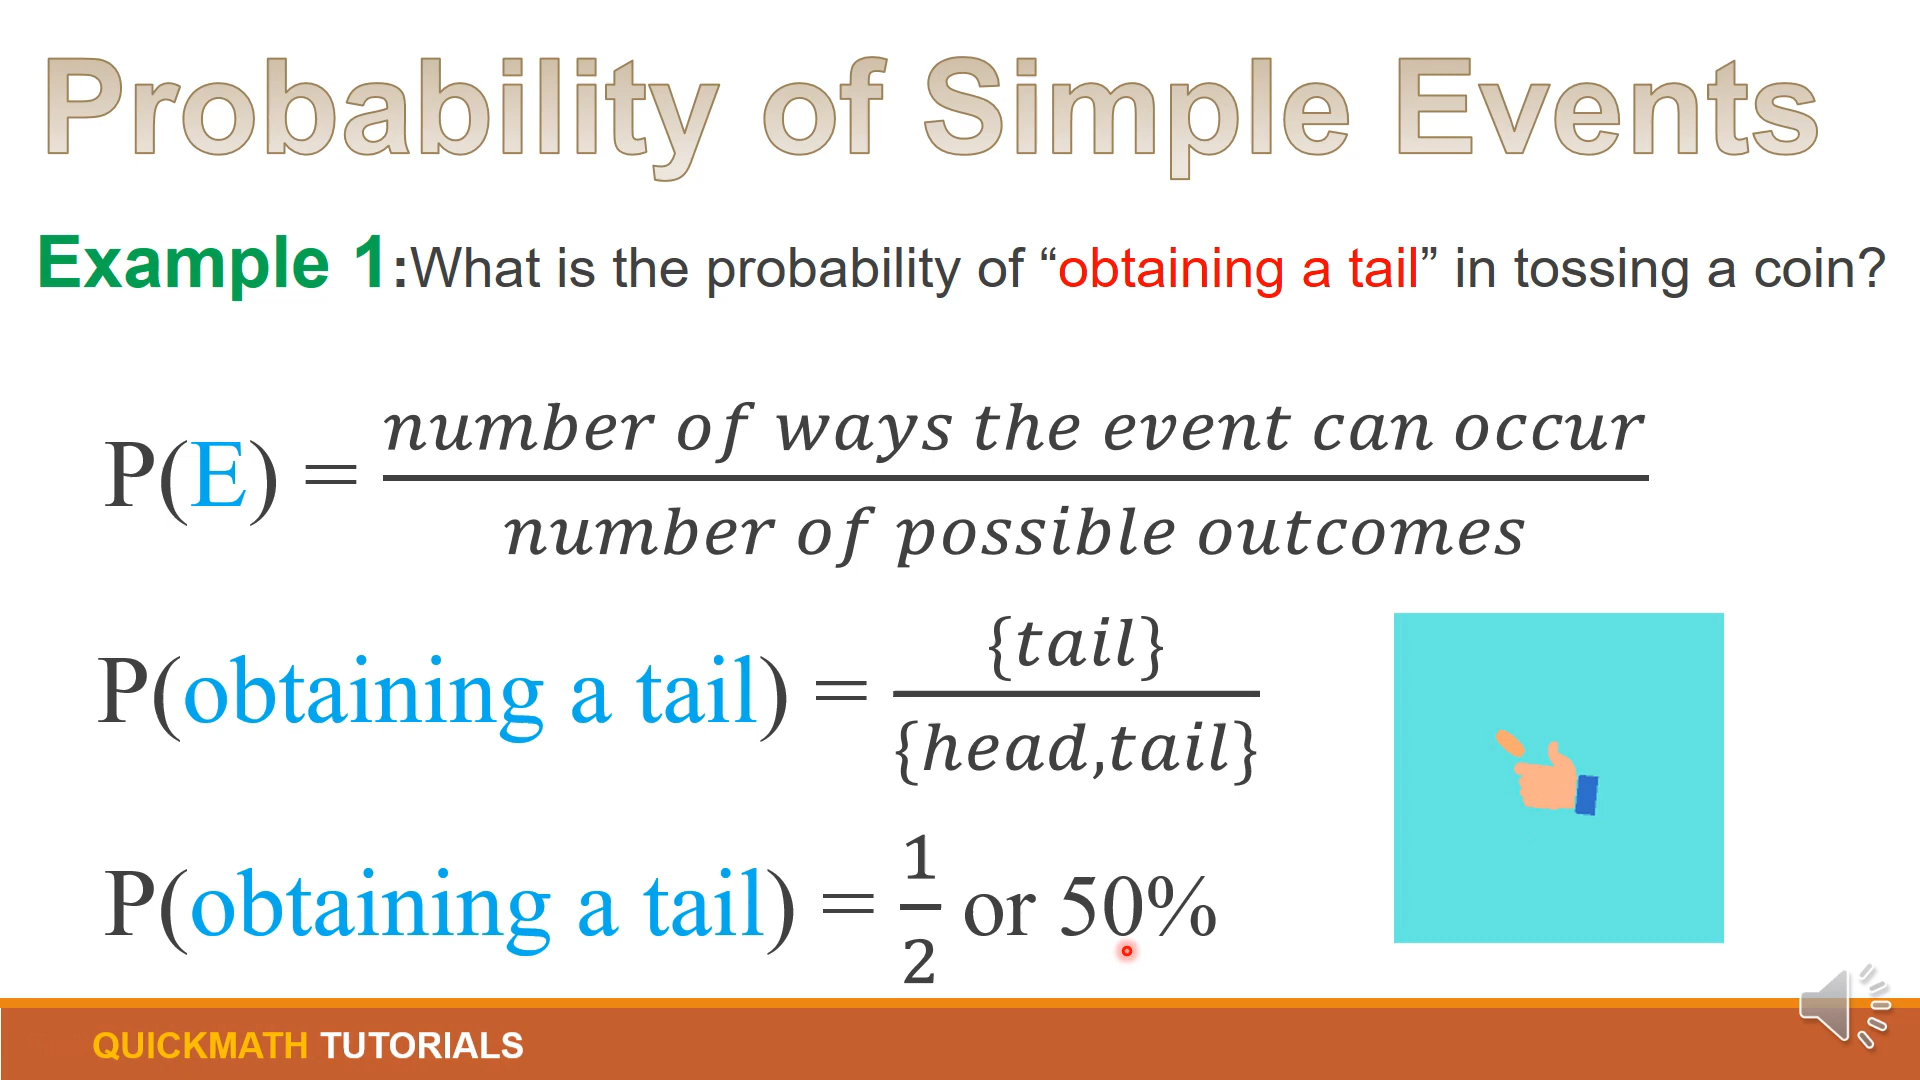 Probability of Simple Events
Example 1:What is the probability of “obtaining a tail” in tossing a coin?
P(E) = number of ways the event can occur / number of possible outcomes
P(obtaining a tail) = {tail} / {head,tail}
P(obtaining a tail) = 1/2 or 50%
QUICKMATH TUTORIALS